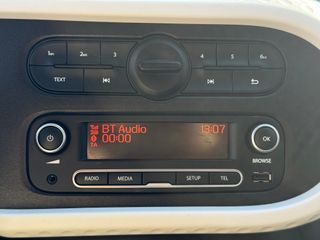 1 2 3 4 5 6
TEXT
BT Audio 13:07
00:00
OK
BROWSE
RADIO MEDIA SETUP TEL